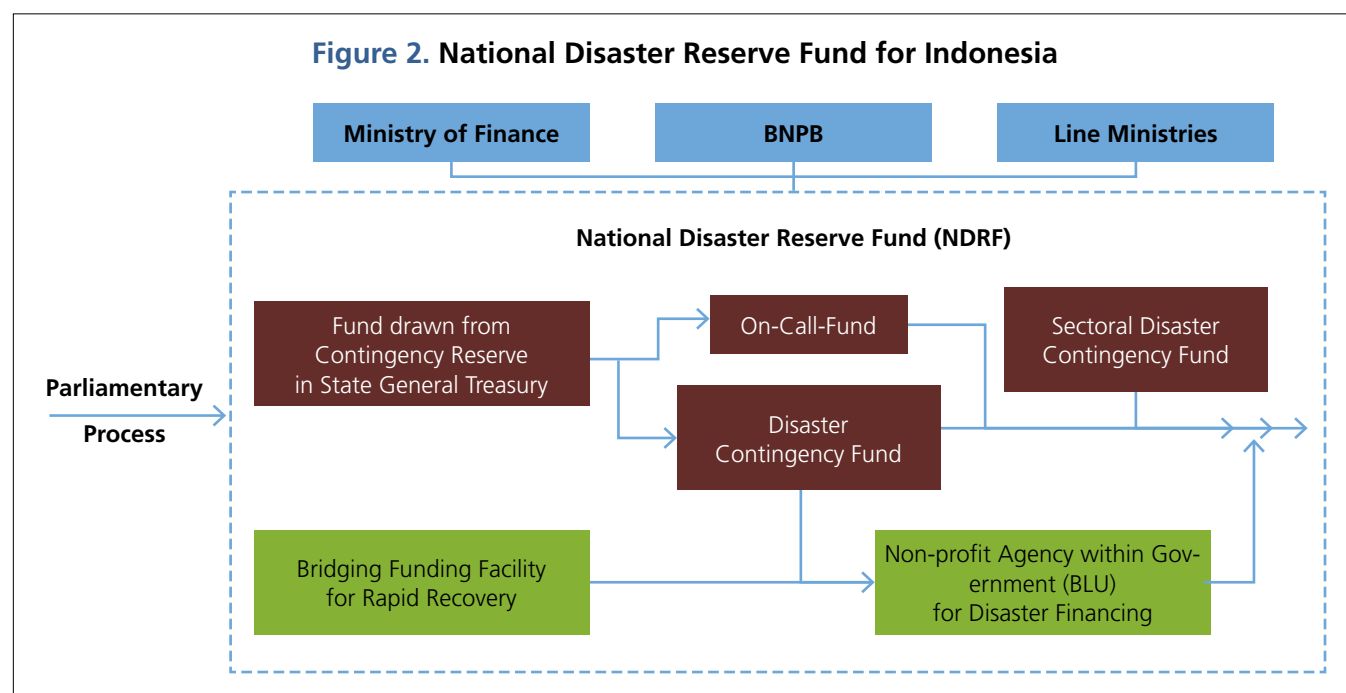 Figure 2. National Disaster Reserve Fund for Indonesia
Ministry of Finance
BNPB
Line Ministries
National Disaster Reserve Fund (NDRF)
Fund drawn from
Contingency Reserve
in State General Treasury
On-Call-Fund
Sectoral Disaster
Contingency Fund
Parliamentary
Process
Disaster
Contingency Fund
Bridging Funding Facility
for Rapid Recovery
Non-profit Agency within Gov-
ernment (BLU)
for Disaster Financing